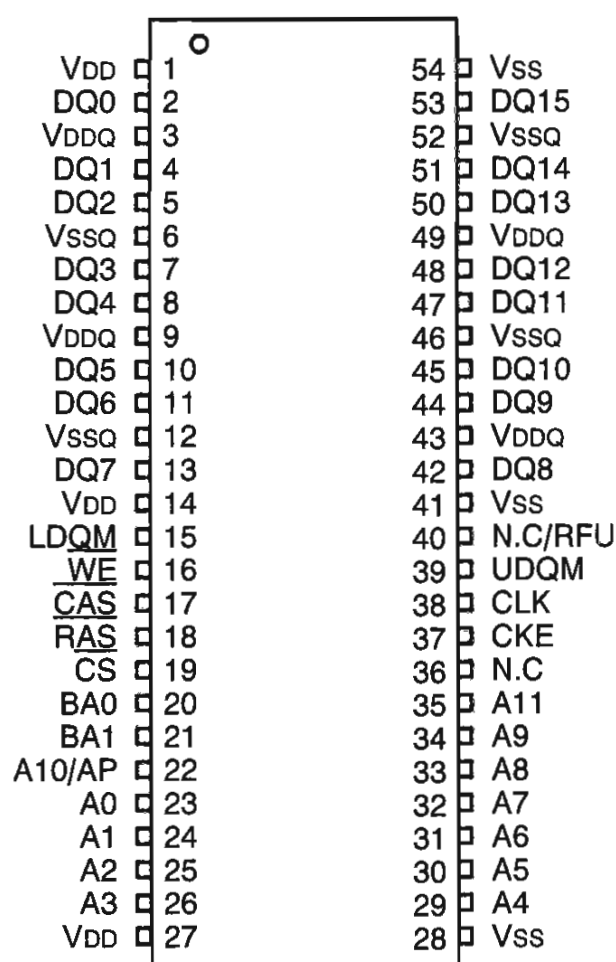 VDD 1 54 VSS
DQ0 2 53 DQ15
VDDQ 3 52 VSSQ
DQ1 4 51 DQ14
DQ2 5 50 DQ13
VSSQ 6 49 VDDQ
DQ3 7 48 DQ12
DQ4 8 47 DQ11
VDDQ 9 46 VSSQ
DQ5 10 45 DQ10
DQ6 11 44 DQ9
VSSQ 12 43 VDDQ
DQ7 13 42 DQ8
VDD 14 41 VSS
LDQM 15 40 N.C/RFU
WE 16 39 UDQM
CAS 17 38 CLK
RAS 18 37 CKE
CS 19 36 N.C
BA0 20 35 A11
BA1 21 34 A9
A10/AP 22 33 A8
A0 23 32 A7
A1 24 31 A6
A2 25 30 A5
A3 26 29 A4
VDD 27 28 VSS